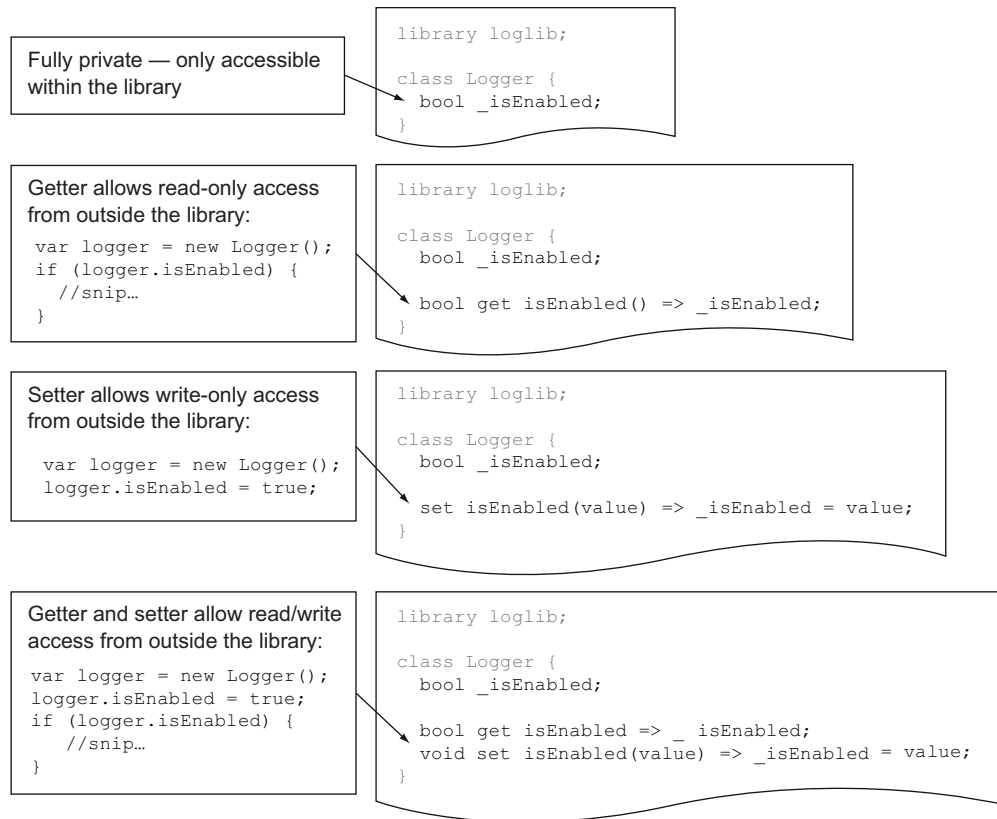 Fully private — only accessible
within the library
library loglib;
class Logger {
bool _isEnabled;
}
Getter allows read-only access
from outside the library:
var logger = new Logger();
if (logger.isEnabled) {
//snip…
}
library loglib;
class Logger {
bool _isEnabled;
bool get isEnabled() => _isEnabled;
}
Setter allows write-only access
from outside the library:
var logger = new Logger();
logger.isEnabled = true;
library loglib;
class Logger {
bool _isEnabled;
set isEnabled(value) => _isEnabled = value;
}
Getter and setter allow read/write
access from outside the library:
var logger = new Logger();
logger.isEnabled = true;
if (logger.isEnabled) {
//snip…
}
library loglib;
class Logger {
bool _isEnabled;
bool get isEnabled => _ isEnabled;
void set isEnabled(value) => _isEnabled = value;
}